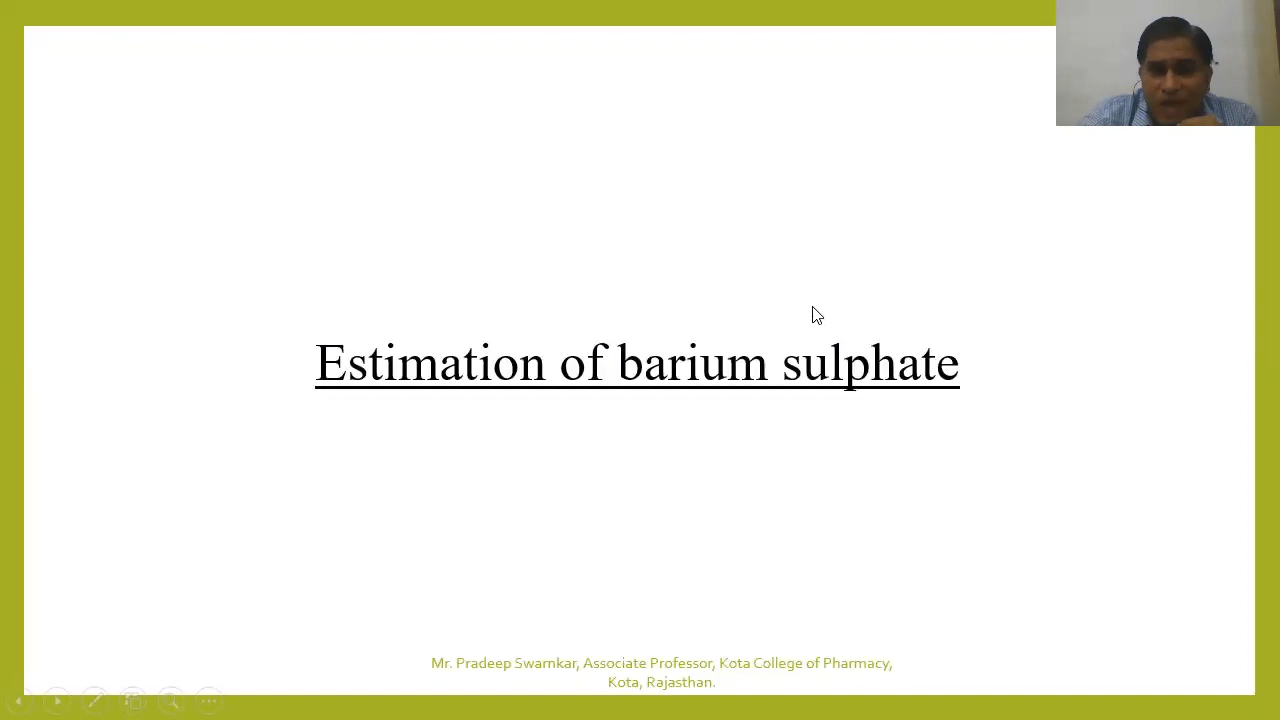 Estimation of barium sulphate
Mr. Pradeep Swarnkar, Associate Professor, Kota College of Pharmacy,
Kota, Rajasthan.